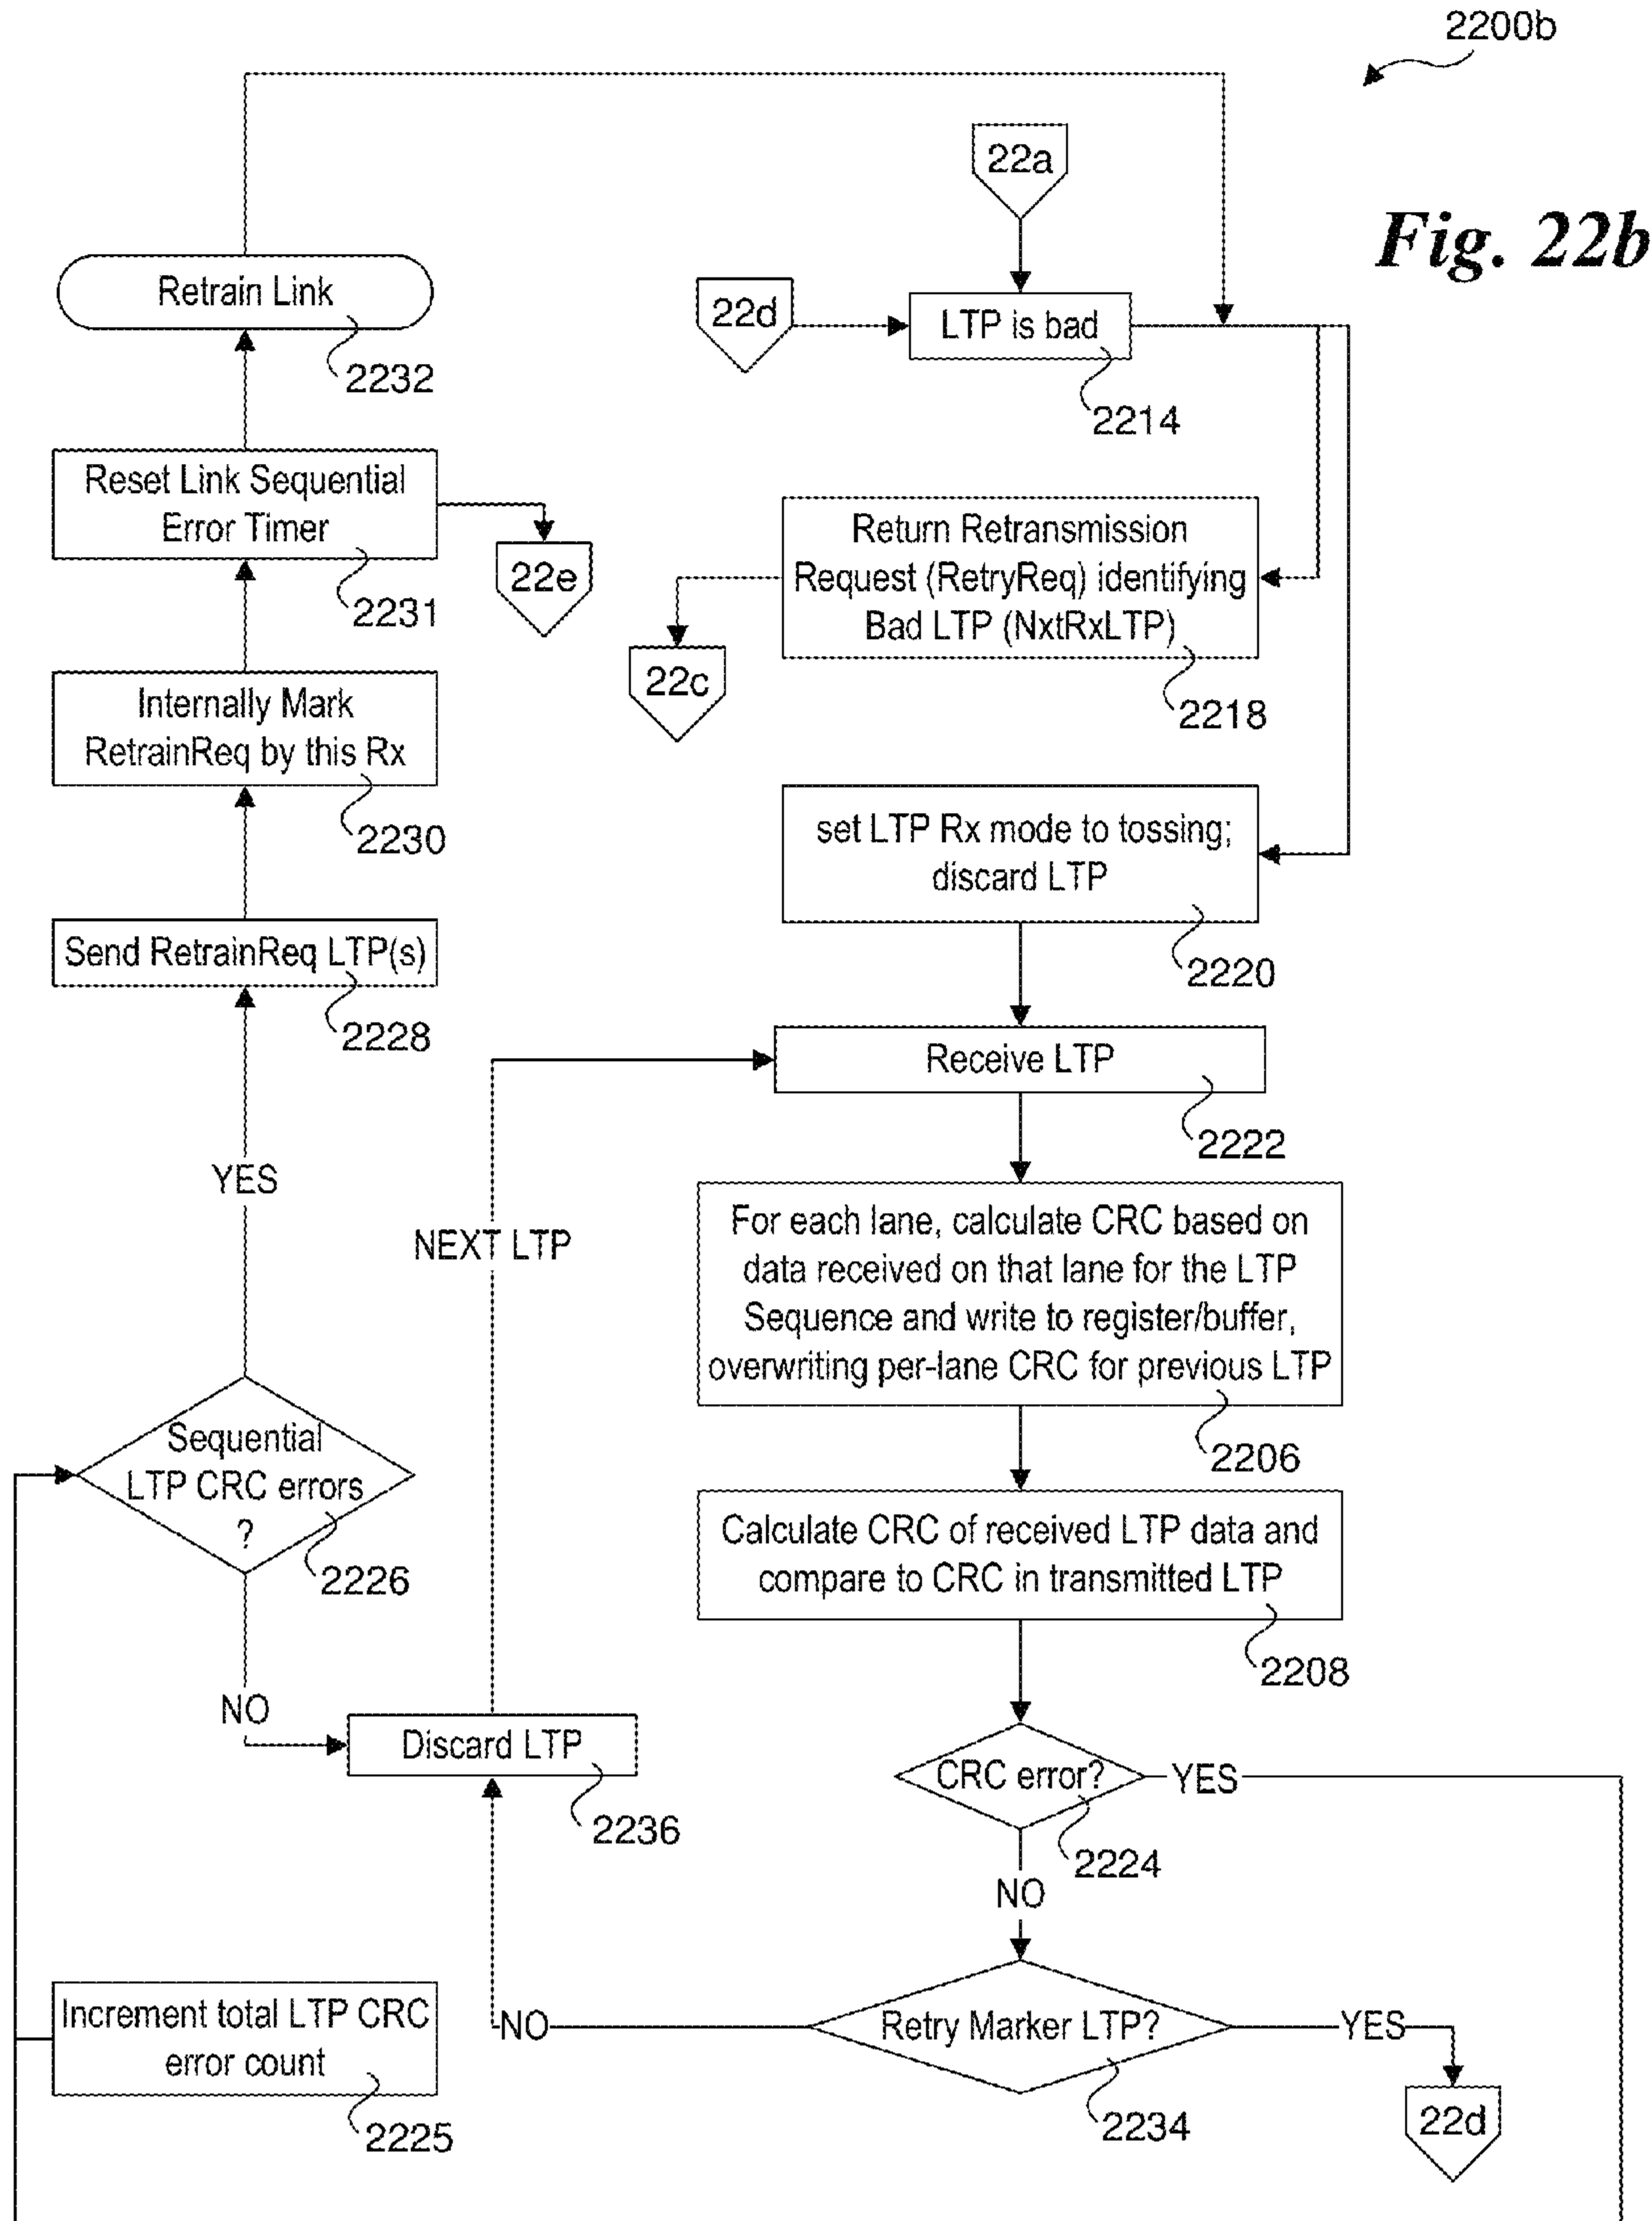 2200b
22a
Fig. 22b
Retrain Link
2232
22d
LTP is bad
2214
Reset Link Sequential
Error Timer
2231
22e
Return Retransmission
Request (RetryReq) identifying
Bad LTP (NxtRxLTP)
2218
22c
Internally Mark
RetrainReq by this Rx
2230
set LTP Rx mode to tossing;
discard LTP
2220
Send RetrainReq LTP(s)
2228
Receive LTP
2222
YES
NEXT LTP
For each lane, calculate CRC based on
data received on that lane for the LTP
Sequence and write to register/buffer,
overwriting per-lane CRC for previous LTP
2206
Sequential
LTP CRC errors
?
2226
Calculate CRC of received LTP data and
compare to CRC in transmitted LTP
2208
NO
Discard LTP
2236
CRC error?
YES
2224
NO
Retry Marker LTP?
NO
YES
2234
22d
Increment total LTP CRC
error count
2225